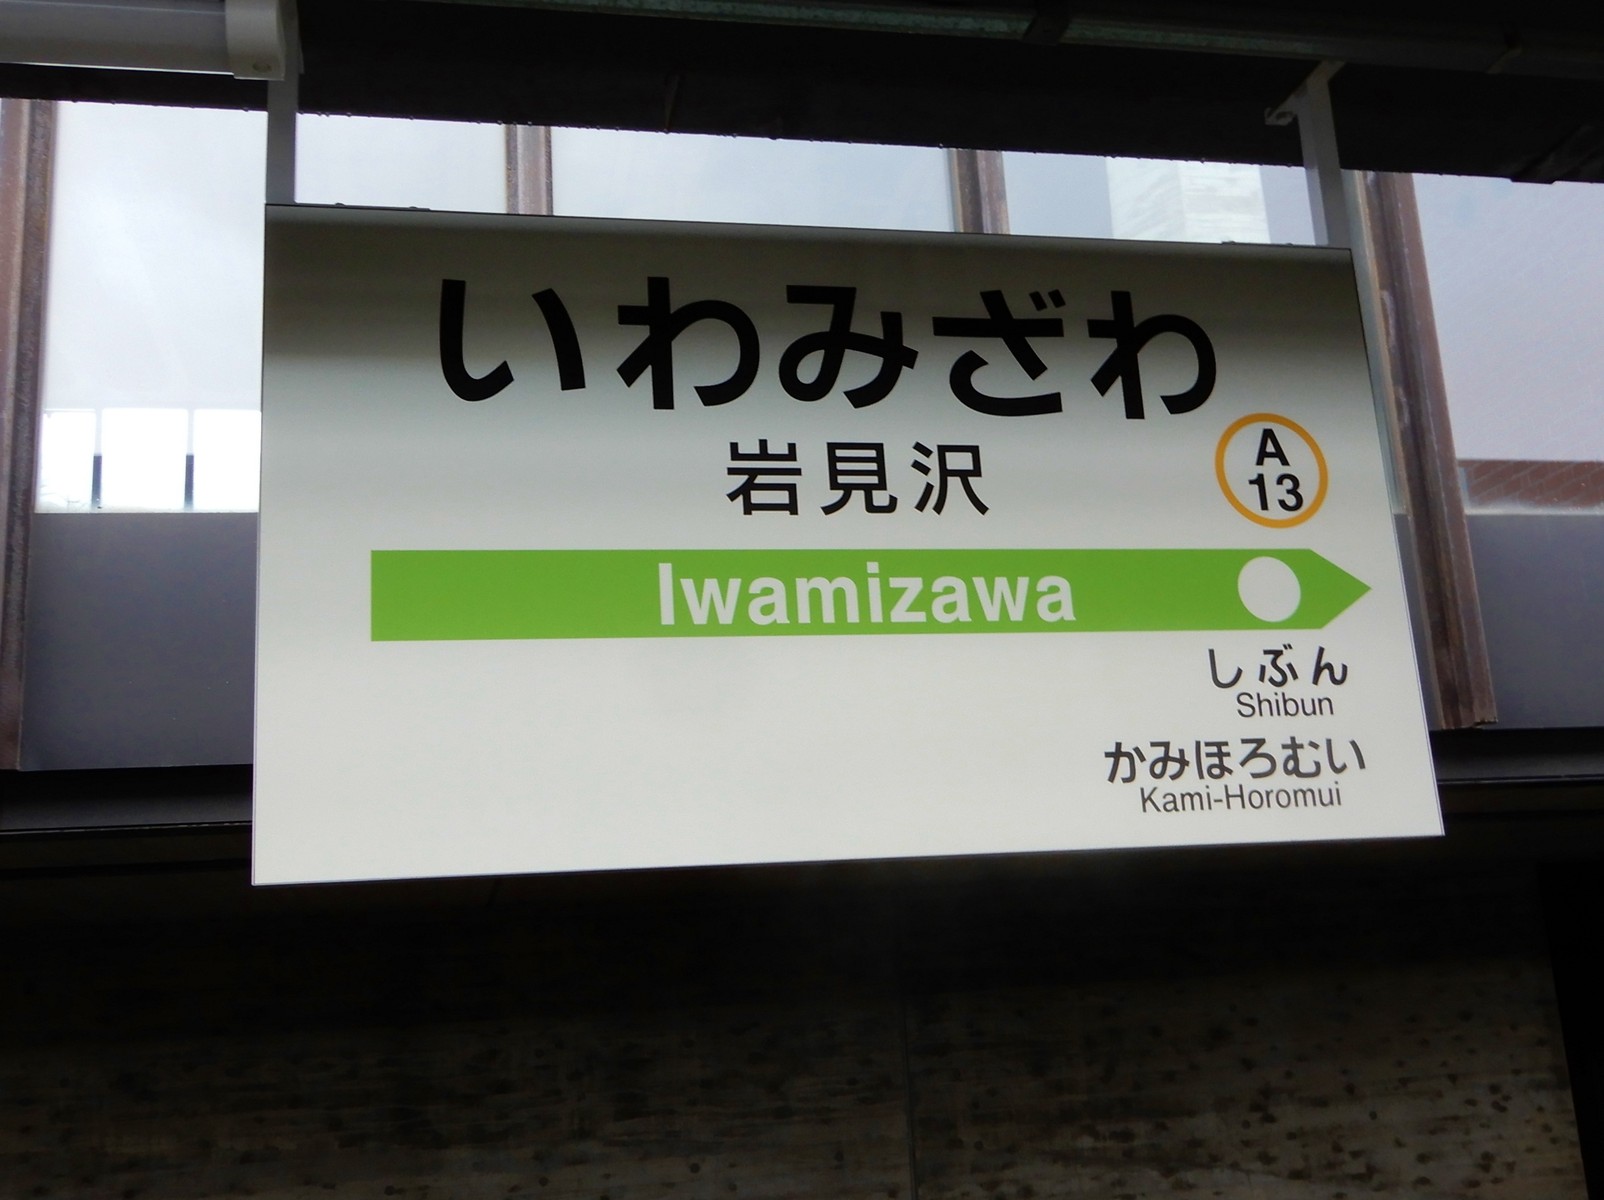 いわみざわ
岩見沢
A
13
Iwamizawa
しぶん
Shibun
かみほろむい
Kami-Horomui